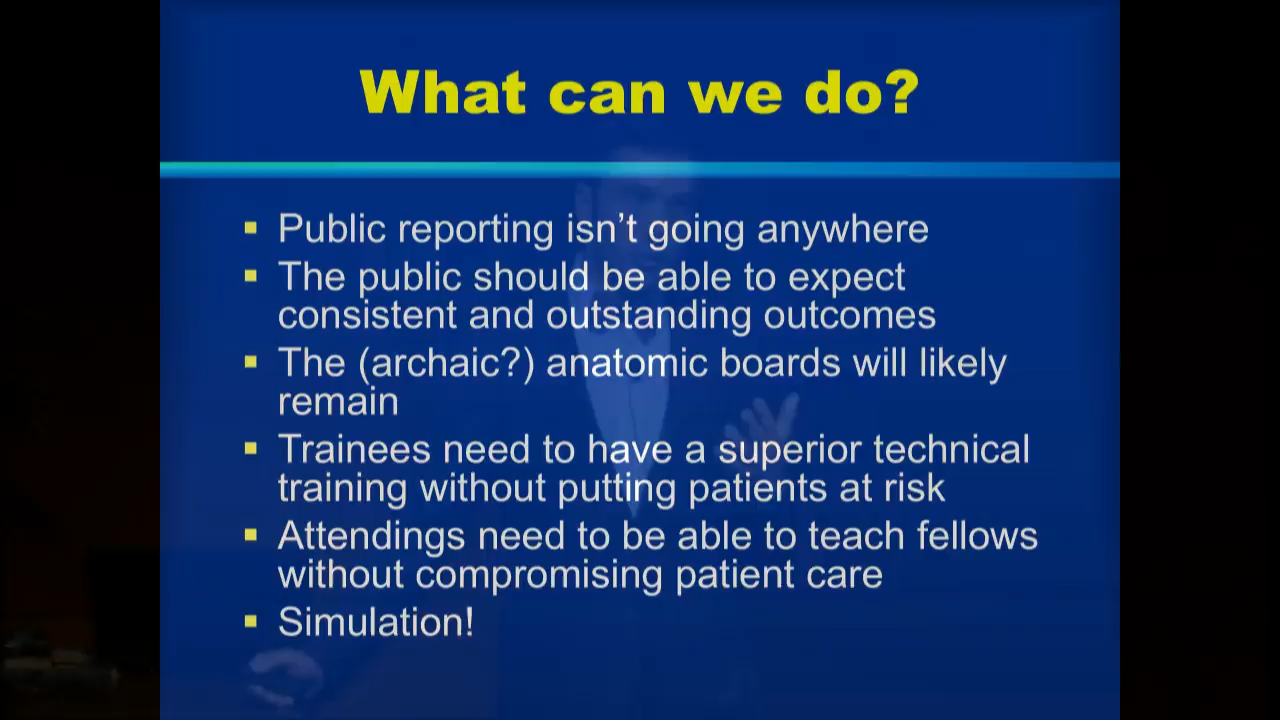 What can we do?
Public reporting isn’t going anywhere
The public should be able to expect
consistent and outstanding outcomes
The (archaic?) anatomic boards will likely
remain
Trainees need to have a superior technical
training without putting patients at risk
Attendings need to be able to teach fellows
without compromising patient care
Simulation!